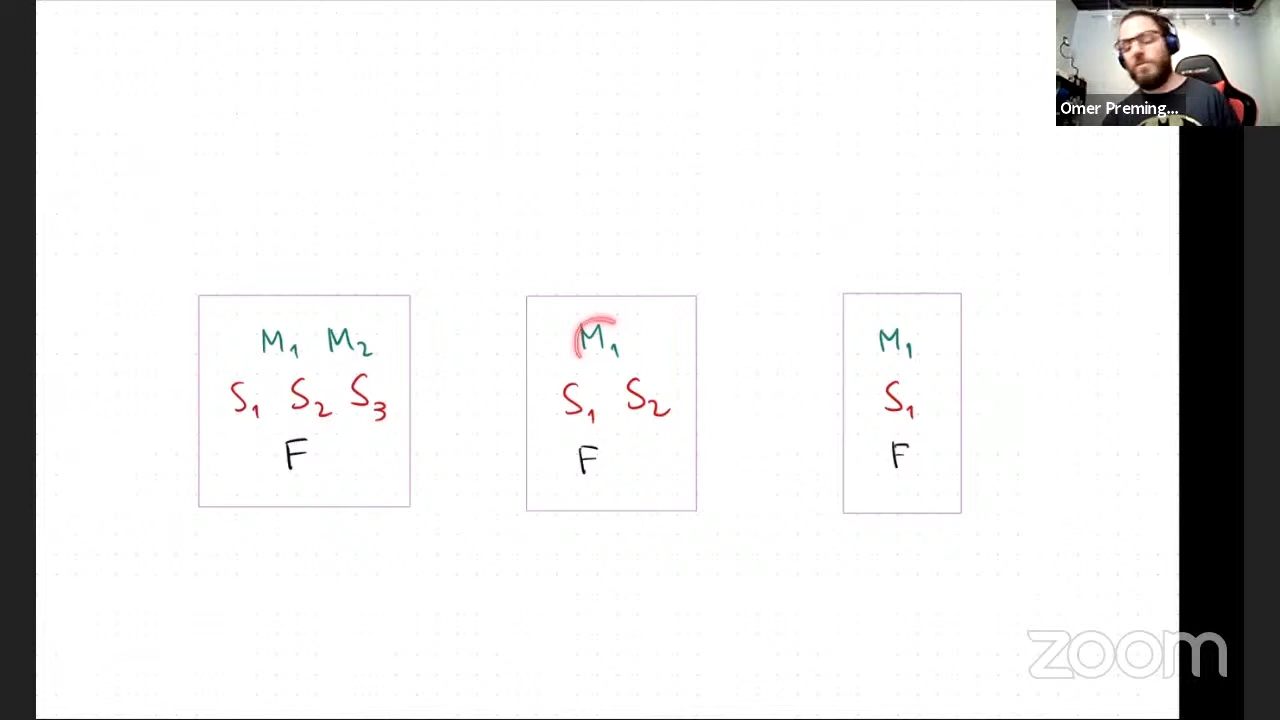 Omer Preming...
M₁ M₂
S₁ S₂ S₃
F
M₁
S₁ S₂
F
M₁
S₁
F
zoom